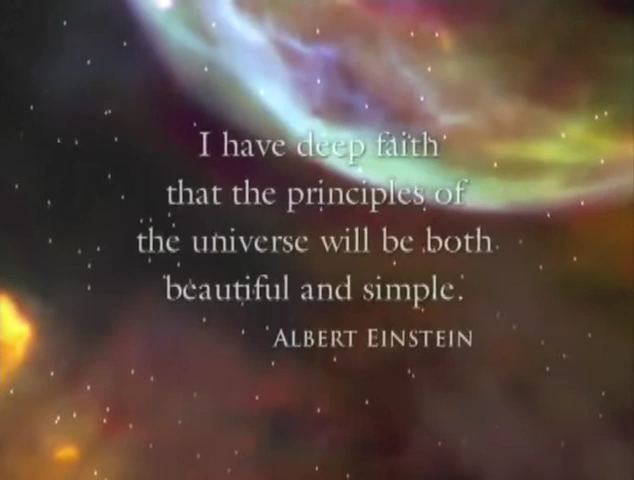 I have deep faith
that the principles of
the universe will be both
beautiful and simple.
ALBERT EINSTEIN